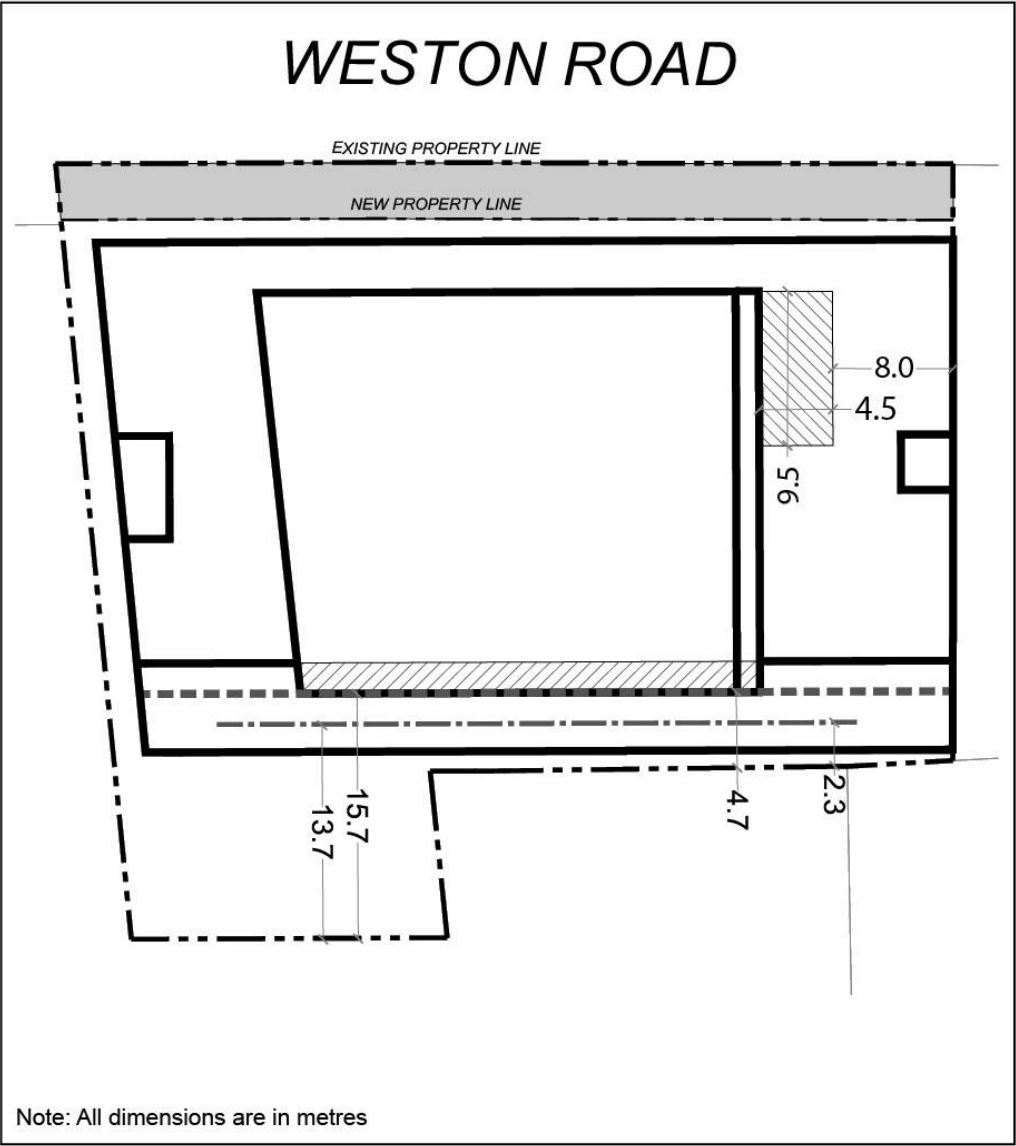 WESTON ROAD
EXISTING PROPERTY LINE
NEW PROPERTY LINE
8.0
4.5
9.5
15.7
13.7
4.7
2.3
Note: All dimensions are in metres